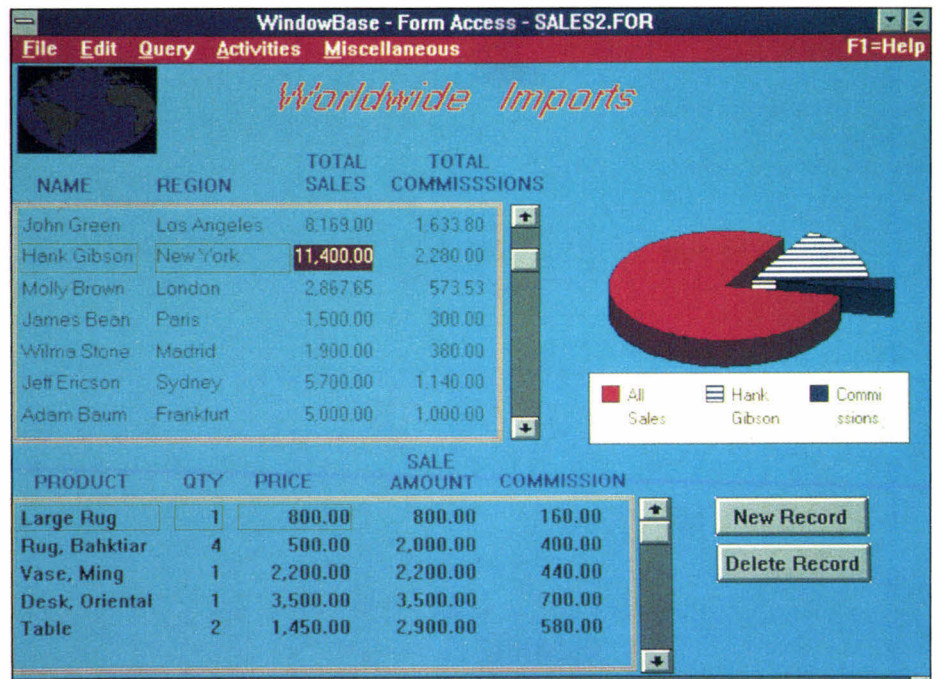 WindowBase - Form Access - SALES2.FOR
File Edit Query Activities Miscellaneous F1=Help
Worldwide Imports
NAME REGION TOTAL SALES TOTAL COMMISSSIONS
John Green Los Angeles 8,169.00 1,633.80
Hank Gibson New York 11,400.00 2,280.00
Molly Brown London 2,867.65 573.53
James Bean Paris 1,500.00 300.00
Wilma Stone Madrid 1,900.00 380.00
Jeff Ericson Sydney 5,700.00 1,140.00
Adam Baum Frankfurt 5,000.00 1,000.00
All Sales
Hank Gibson
Commi ssions
PRODUCT QTY PRICE SALE AMOUNT COMMISSION
Large Rug 1 800.00 800.00 160.00
Rug, Bahktiar 4 500.00 2,000.00 400.00
Vase, Ming 1 2,200.00 2,200.00 440.00
Desk, Oriental 1 3,500.00 3,500.00 700.00
Table 2 1,450.00 2,900.00 580.00
New Record
Delete Record